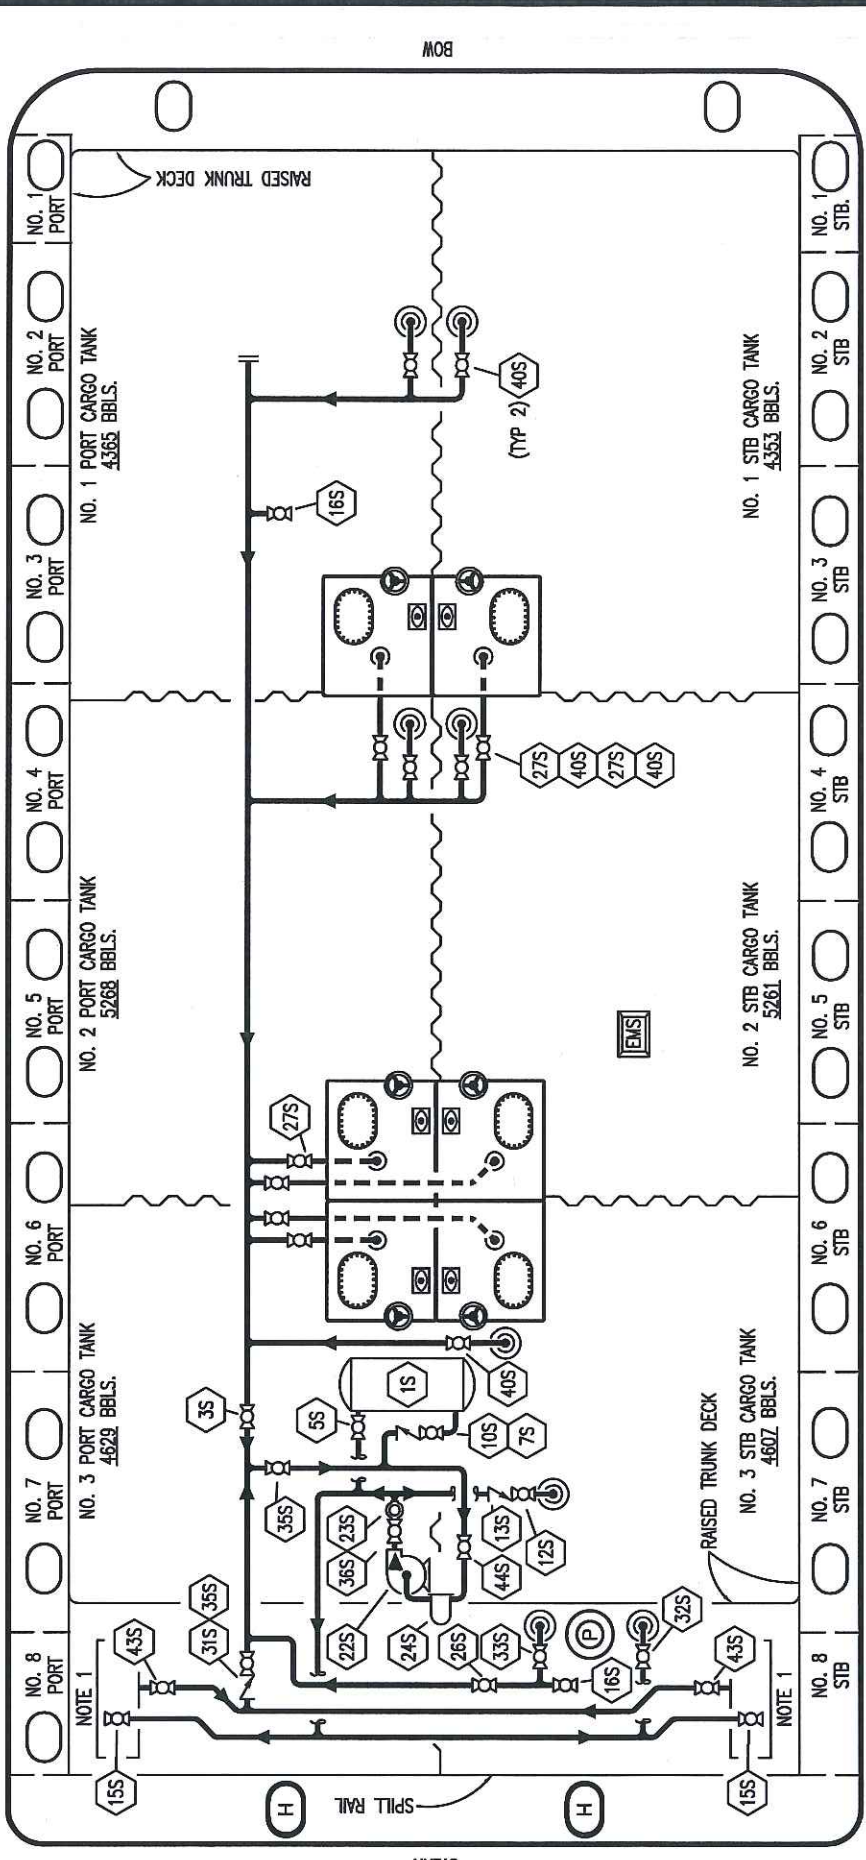 BOW
NO. 1
PORT
NO. 2
PORT
NO. 3
PORT
NO. 4
PORT
NO. 5
PORT
NO. 6
PORT
NO. 7
PORT
NO. 8
PORT
RAISED TRUNK DECK
NO. 1 PORT CARGO TANK
4365 BBLS.
NO. 2 PORT CARGO TANK
5268 BBLS.
NO. 3 PORT CARGO TANK
4629 BBLS.
40S
(TYP 2)
16S
27S
40S
27S
40S
27S
EMS
3S
5S
1S
40S
10S
7S
35S
23S
36S
13S
12S
44S
22S
24S
26S
33S
32S
P
16S
31S
35S
43S
NOTE 1
15S
43S
NOTE 1
15S
H
SPILL RAIL
H
RAISED TRUNK DECK
NO. 1 STB CARGO TANK
4353 BBLS.
NO. 2 STB CARGO TANK
5261 BBLS.
NO. 3 STB CARGO TANK
4607 BBLS.
NO. 1
STB.
NO. 2
STB
NO. 3
STB
NO. 4
STB
NO. 5
STB
NO. 6
STB
NO. 7
STB
NO. 8
STB